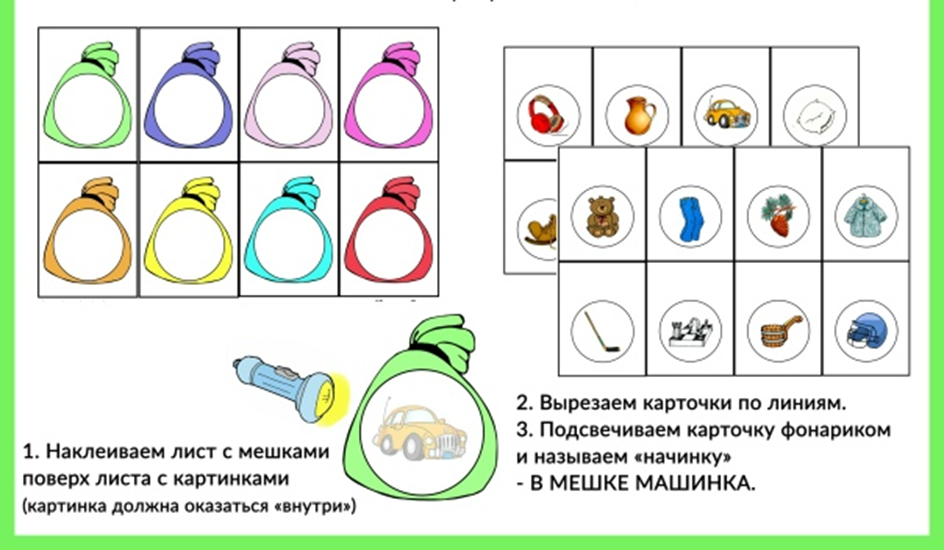 1. Наклеиваем лист с мешками
поверх листа с картинками
(картинка должна оказаться «внутри»)
2. Вырезаем карточки по линиям.
3. Подсвечиваем карточку фонариком
и называем «начинку»
- В МЕШКЕ МАШИНКА.